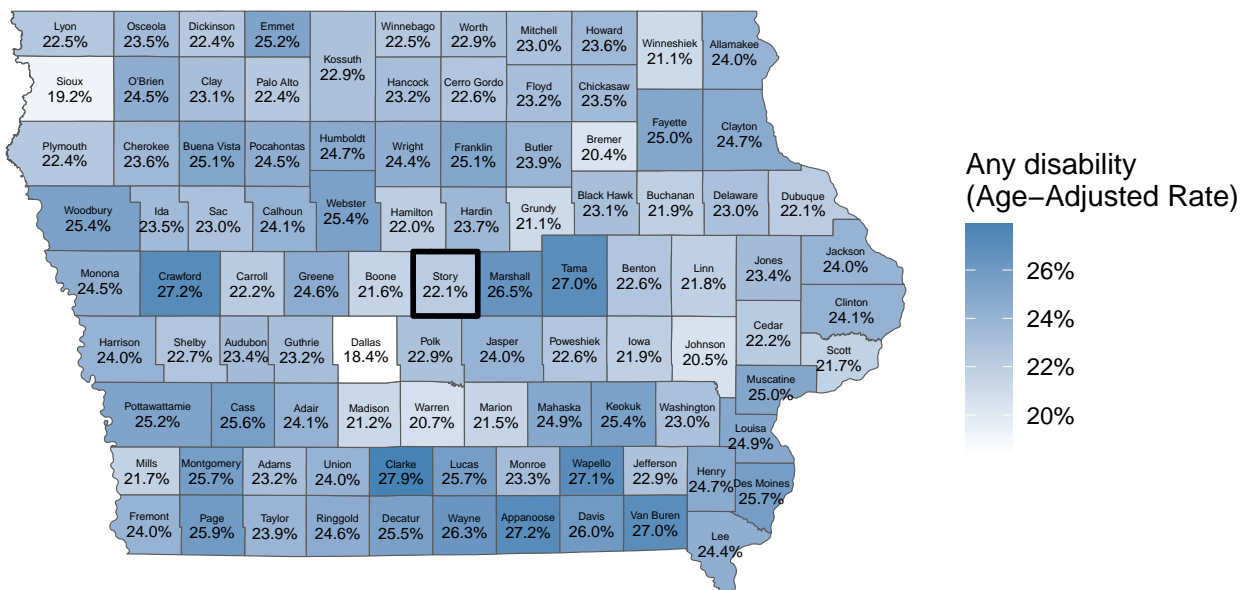 Lyon
22.5%
Osceola
23.5%
Dickinson
22.4%
Emmet
25.2%
Kossuth
22.9%
Winnebago
22.5%
Worth
22.9%
Mitchell
23.0%
Howard
23.6%
Winneshiek
21.1%
Allamakee
24.0%
Sioux
19.2%
O'Brien
24.5%
Clay
23.1%
Palo Alto
22.4%
Hancock
23.2%
Cerro Gordo
22.6%
Floyd
23.2%
Chickasaw
23.5%
Fayette
25.0%
Clayton
24.7%
Plymouth
22.4%
Cherokee
23.6%
Buena Vista
25.1%
Pocahontas
24.5%
Humboldt
24.7%
Wright
24.4%
Franklin
25.1%
Butler
23.9%
Bremer
20.4%
Woodbury
25.4%
Ida
23.5%
Sac
23.0%
Calhoun
24.1%
Webster
25.4%
Hamilton
22.0%
Hardin
23.7%
Grundy
21.1%
Black Hawk
23.1%
Buchanan
21.9%
Delaware
23.0%
Dubuque
22.1%
Monona
24.5%
Crawford
27.2%
Carroll
22.2%
Greene
24.6%
Boone
21.6%
Story
22.1%
Marshall
26.5%
Tama
27.0%
Benton
22.6%
Linn
21.8%
Jones
23.4%
Jackson
24.0%
Clinton
24.1%
Harrison
24.0%
Shelby
22.7%
Audubon
23.4%
Guthrie
23.2%
Dallas
18.4%
Polk
22.9%
Jasper
24.0%
Poweshiek
22.6%
Iowa
21.9%
Johnson
20.5%
Cedar
22.2%
Scott
21.7%
Muscatine
25.0%
Pottawattamie
25.2%
Cass
25.6%
Adair
24.1%
Madison
21.2%
Warren
20.7%
Marion
21.5%
Mahaska
24.9%
Keokuk
25.4%
Washington
23.0%
Louisa
24.9%
Mills
21.7%
Montgomery
25.7%
Adams
23.2%
Union
24.0%
Clarke
27.9%
Lucas
25.7%
Monroe
23.3%
Wapello
27.1%
Jefferson
22.9%
Henry
24.7%
Des Moines
25.7%
Fremont
24.0%
Page
25.9%
Taylor
23.9%
Ringgold
24.6%
Decatur
25.5%
Wayne
26.3%
Appanoose
27.2%
Davis
26.0%
Van Buren
27.0%
Lee
24.4%
Any disability
(Age−Adjusted Rate)
26%
24%
22%
20%